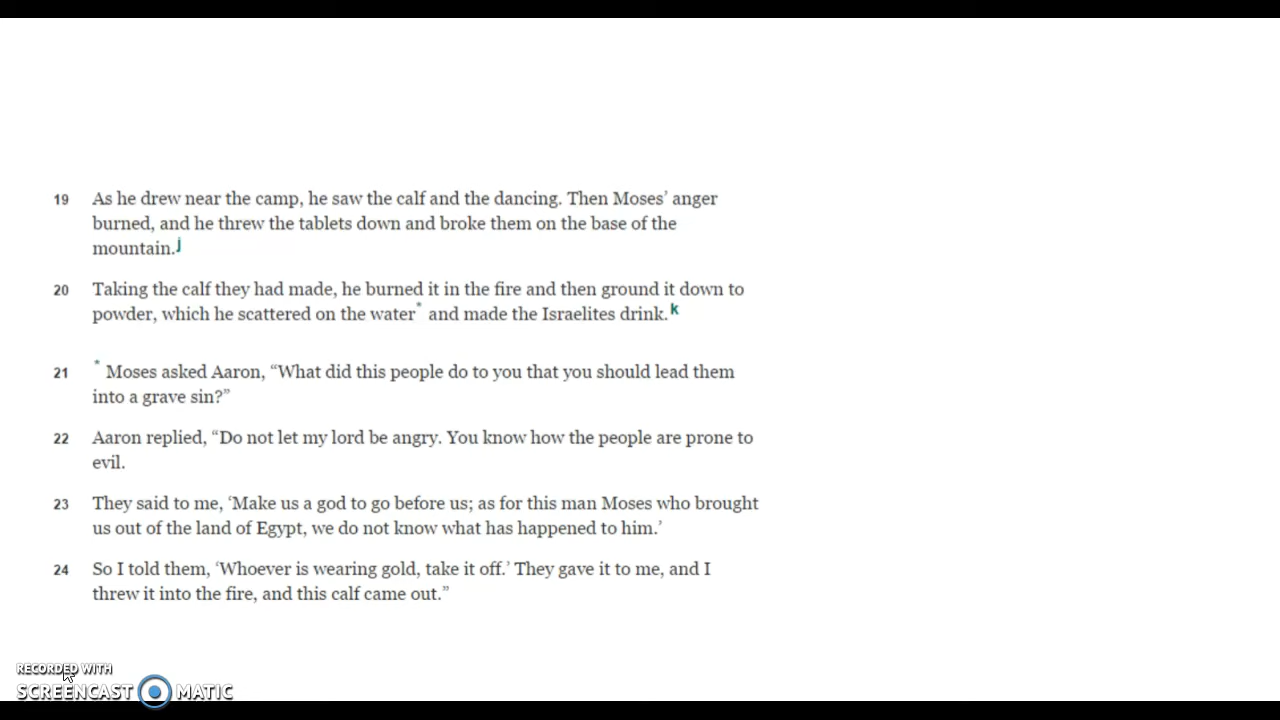 19 As he drew near the camp, he saw the calf and the dancing. Then Moses’ anger
burned, and he threw the tablets down and broke them on the base of the
mountain.j
20 Taking the calf they had made, he burned it in the fire and then ground it down to
powder, which he scattered on the water* and made the Israelites drink.k
21 * Moses asked Aaron, “What did this people do to you that you should lead them
into a grave sin?”
22 Aaron replied, “Do not let my lord be angry. You know how the people are prone to
evil.
23 They said to me, ‘Make us a god to go before us; as for this man Moses who brought
us out of the land of Egypt, we do not know what has happened to him.’
24 So I told them, ‘Whoever is wearing gold, take it off.’ They gave it to me, and I
threw it into the fire, and this calf came out.”
RECORDED WITH
SCREENCAST MATIC